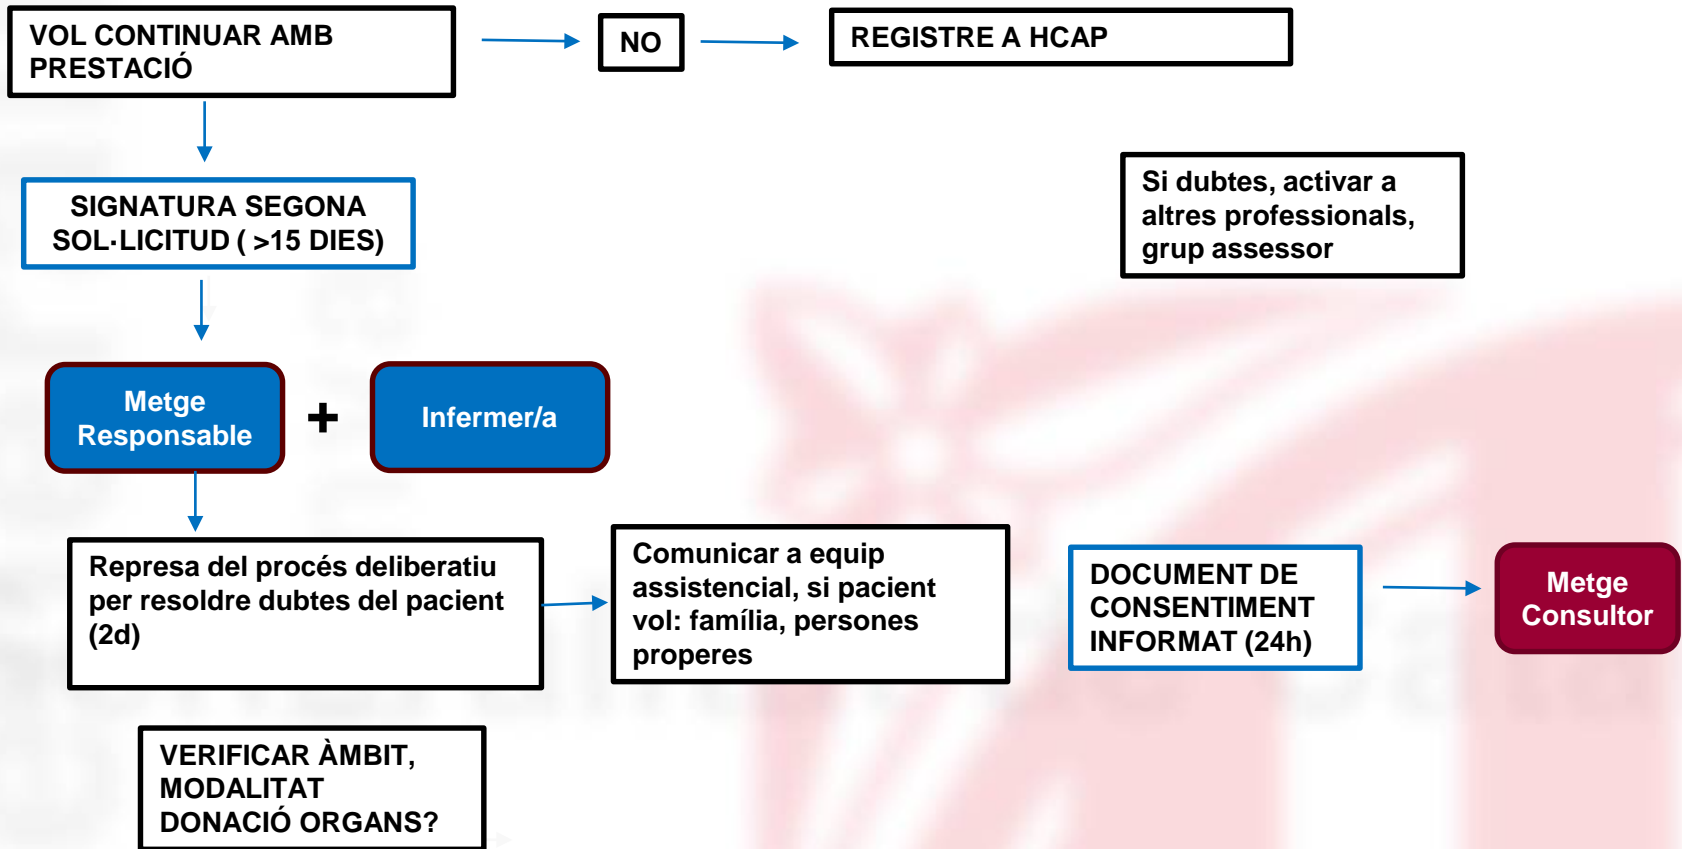 VOL CONTINUAR AMB
PRESTACIÓ
NO
REGISTRE A HCAP
SIGNATURA SEGONA
SOL·LICITUD ( >15 DIES)
Si dubtes, activar a
altres professionals,
grup assessor
Metge
Responsable
+
Infermer/a
Represa del procés deliberatiu
per resoldre dubtes del pacient
(2d)
Comunicar a equip
assistencial, si pacient
vol: família, persones
properes
DOCUMENT DE
CONSENTIMENT
INFORMAT (24h)
Metge
Consultor
VERIFICAR ÀMBIT,
MODALITAT
DONACIÓ ORGANS?